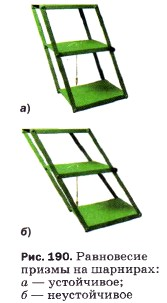 а)
б)
Рис. 190. Равновесие
призмы на шарнирах:
а — устойчивое;
б — неустойчивое